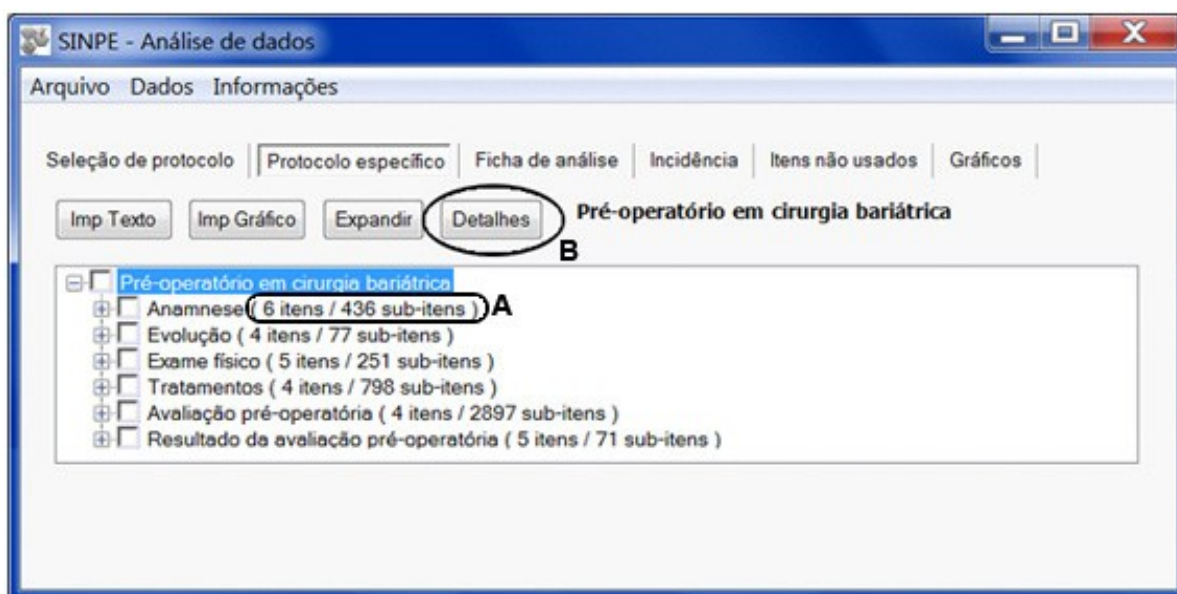 SINPE - Análise de dados
Arquivo Dados Informações
Seleção de protocolo Protocolo específico Ficha de análise Incidência Itens não usados Gráficos
Imp Texto Imp Gráfico Expandir Detalhes Pré-operatório em cirurgia bariátrica
B
Pré-operatório em cirurgia bariátrica
Anamnese ( 6 itens / 436 sub-itens ) A
Evolução ( 4 itens / 77 sub-itens )
Exame físico ( 5 itens / 251 sub-itens )
Tratamentos ( 4 itens / 798 sub-itens )
Avaliação pré-operatória ( 4 itens / 2897 sub-itens )
Resultado da avaliação pré-operatória ( 5 itens / 71 sub-itens )